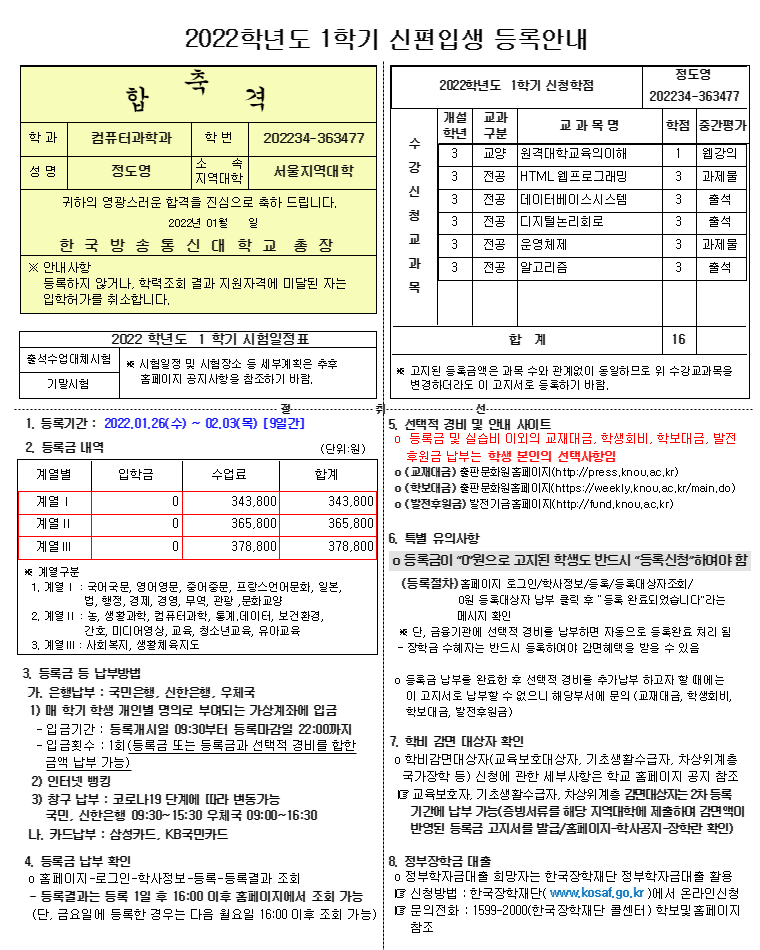 2022학년도 1학기 신편입생 등록안내
축
합 격
학 과 컴퓨터과학과 학 번 202234-363477
성 명 정도영 소 속 지역대학 서울지역대학
귀하의 영광스러운 합격을 진심으로 축하 드립니다.
2022년 01월 일
한 국 방 송 통 신 대 학 교 총 장
※ 안내사항
등록하지 않거나, 학력조회 결과 지원자격에 미달된 자는
입학허가를 취소합니다.
2022 학년도 1 학기 시험일정표
출석수업대체시험
기말시험
※ 시험일정 및 시험장소 등 세부계획은 추후
홈페이지 공지사항을 참조하기 바람.
2022학년도 1학기 신청학점 정도영
202234-363477
수강신청교과목
개설학년 교과구분 교 과 목 명 학점 중간평가
3 교양 원격대학교육의이해 1 웹강의
3 전공 HTML 웹프로그래밍 3 과제물
3 전공 데이터베이스시스템 3 출석
3 전공 디지털논리회로 3 출석
3 전공 운영체제 3 과제물
3 전공 알고리즘 3 출석
합 계 16
※ 고지된 등록금액은 과목 수와 관계없이 동일하므로 위 수강교과목을
변경하더라도 이 고지서로 등록하기 바람.
절 취 선
1. 등록기간 : 2022.01.26(수) ~ 02.03(목) [9일간]
2. 등록금 내역 (단위:원)
계열별 입학금 수업료 합계
계열Ⅰ 0 343,800 343,800
계열Ⅱ 0 365,800 365,800
계열Ⅲ 0 378,800 378,800
※ 계열구분
1. 계열Ⅰ : 국어국문, 영어영문, 중어중문, 프랑스언어문화, 일본,
법, 행정, 경제, 경영, 무역, 관광 ,문화교양
2. 계열Ⅱ : 농, 생활과학, 컴퓨터과학, 통계.데이터, 보건환경,
간호, 미디어영상, 교육, 청소년교육, 유아교육
3. 계열Ⅲ : 사회복지, 생활체육지도
3. 등록금 등 납부방법
가. 은행납부 : 국민은행, 신한은행, 우체국
1) 매 학기 학생 개인별 명의로 부여되는 가상계좌에 입금
- 입금기간 : 등록개시일 09:30부터 등록마감일 22:00까지
- 입금횟수 : 1회(등록금 또는 등록금과 선택적 경비를 합한
금액 납부 가능)
2) 인터넷 뱅킹
3) 창구 납부 : 코로나19 단계에 따라 변동가능
국민, 신한은행 09:30~15:30 우체국 09:00~16:30
나. 카드납부 : 삼성카드, KB국민카드
4. 등록금 납부 확인
o 홈페이지-로그인-학사정보-등록-등록결과 조회
- 등록결과는 등록 1일 후 16:00 이후 홈페이지에서 조회 가능
(단, 금요일에 등록한 경우는 다음 월요일 16:00 이후 조회 가능)
5. 선택적 경비 및 안내 사이트
o 등록금 및 실습비 이외의 교재대금, 학생회비, 학보대금, 발전
후원금 납부는 학생 본인의 선택사항임
o (교재대금) 출판문화원홈페이지(http://press.knou.ac.kr)
o (학보대금) 출판문화원홈페이지(https://weekly.knou.ac.kr/main.do)
o (발전후원금) 발전기금홈페이지(http://fund.knou.ac.kr)
6. 특별 유의사항
o 등록금이 “0”원으로 고지된 학생도 반드시 “등록신청”하여야 함
(등록절차) 홈페이지 로그인/학사정보/등록/등록대상자조회/
0원 등록대상자 납부 클릭 후 “등록 완료되었습니다”라는
메시지 확인
※ 단, 금융기관에 선택적 경비를 납부하면 자동으로 등록완료 처리 됨
- 장학금 수혜자는 반드시 등록하여야 감면혜택을 받을 수 있음
o 등록금 납부를 완료한 후 선택적 경비를 추가납부 하고자 할 때에는
이 고지서로 납부할 수 없으니 해당부서에 문의 (교재대금, 학생회비,
학보대금, 발전후원금)
7. 학비 감면 대상자 확인
o 학비감면대상자(교육보호대상자, 기초생활수급자, 차상위계층
국가장학 등) 신청에 관한 세부사항은 학교 홈페이지 공지 참조
☞ 교육보호자, 기초생활수급자, 차상위계층 감면대상자는 2차 등록
기간에 납부 가능(증빙서류를 해당 지역대학에 제출하여 감면액이
반영된 등록금 고지서를 발급/홈페이지-학사공지-장학란 확인)
8. 정부장학금 대출
o 정부학자금대출 희망자는 한국장학재단 정부학자금대출 활용
☞ 신청방법 : 한국장학재단( www.kosaf.go.kr )에서 온라인신청
☞ 문의전화 : 1599-2000(한국장학재단 콜센터) 학보및홈페이지
참조